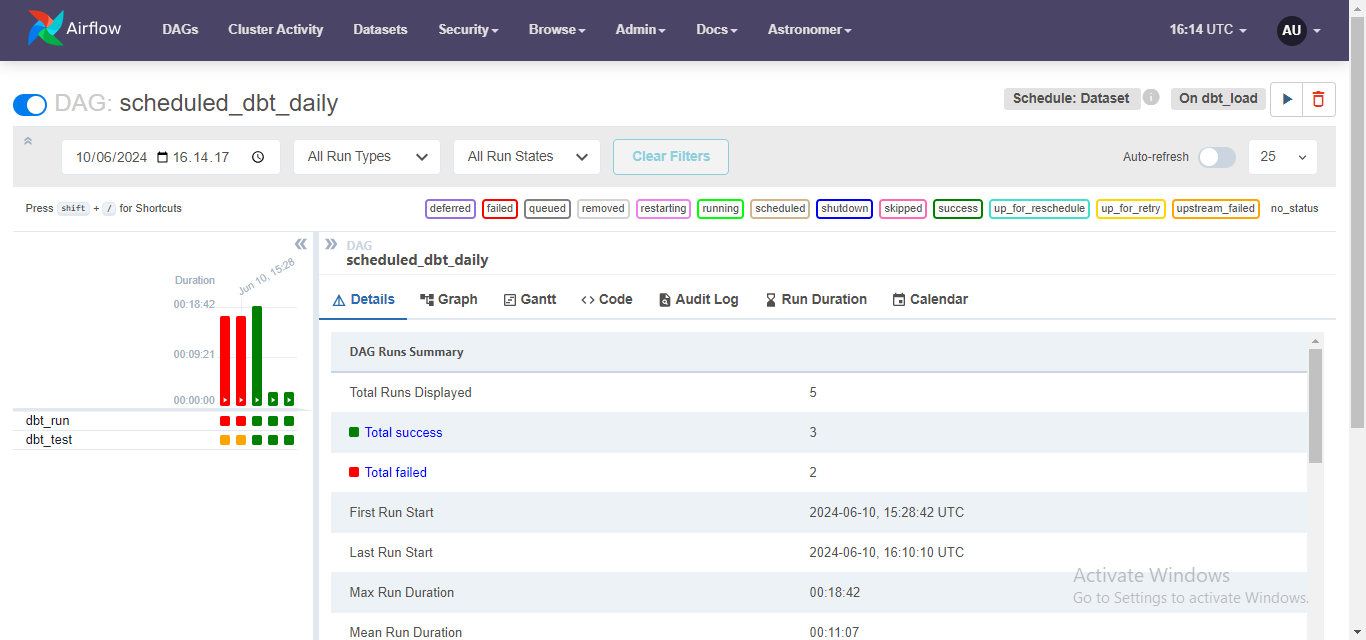 Airflow DAGs Cluster Activity Datasets Security Browse Admin Docs Astronomer 16:14 UTC AU
DAG: scheduled_dbt_daily Schedule: Dataset i On dbt_load
10/06/2024 16.14.17 All Run Types All Run States Clear Filters Auto-refresh 25
Press shift + / for Shortcuts deferred failed queued removed restarting running scheduled shutdown skipped success up_for_reschedule up_for_retry upstream_failed no_status
DAG
scheduled_dbt_daily
Jun 10, 15:28
Duration
00:18:42
00:09:21
00:00:00
dbt_run
dbt_test
Details Graph Gantt Code Audit Log Run Duration Calendar
DAG Runs Summary
Total Runs Displayed 5
Total success 3
Total failed 2
First Run Start 2024-06-10, 15:28:42 UTC
Last Run Start 2024-06-10, 16:10:10 UTC
Max Run Duration 00:18:42
Mean Run Duration 00:11:07
Activate Windows
Go to Settings to activate Windows.